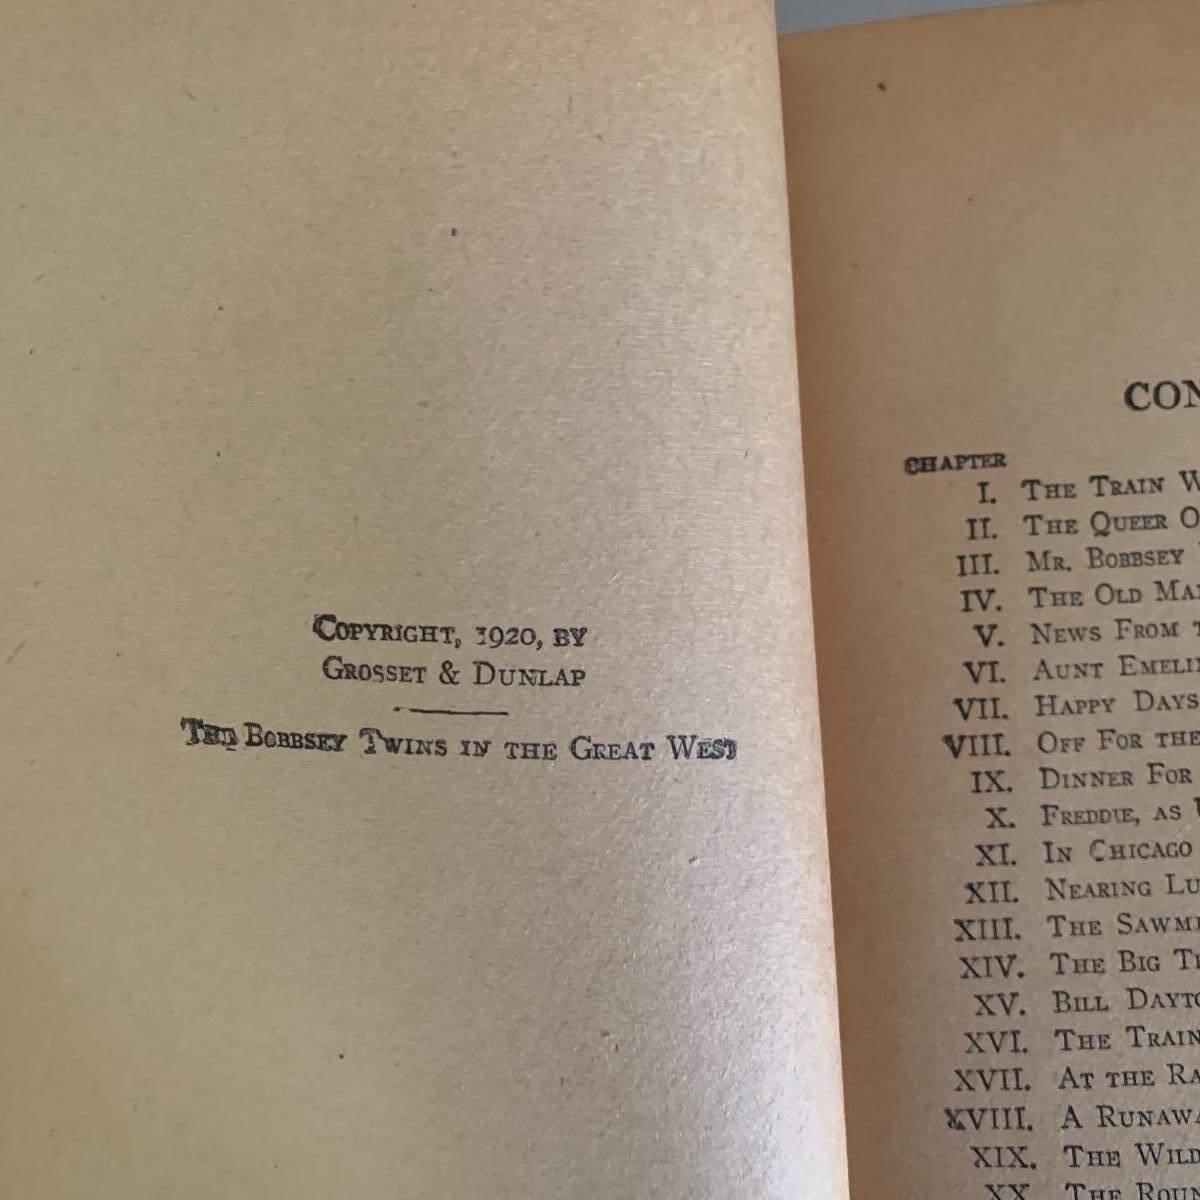 COPYRIGHT, 1920, BY
GROSSET & DUNLAP
THE BOBBSEY TWINS IN THE GREAT WEST
CHAPTER
I. THE TRAIN
II. THE QUEER
III. MR. BOBBSEY
IV. THE OLD
V. NEWS FROM
VI. AUNT
VII. HAPPY DAYS
VIII. OFF FOR THE
IX. DINNER FOR
X. FREDDIE, AS
XI. IN CHICAGO
XII. NEARING
XIII. THE
XIV. THE BIG
XV. BILL
XVI. THE TRAIN
XVII. AT THE
XVIII. A
XIX. THE WILD
XX. THE